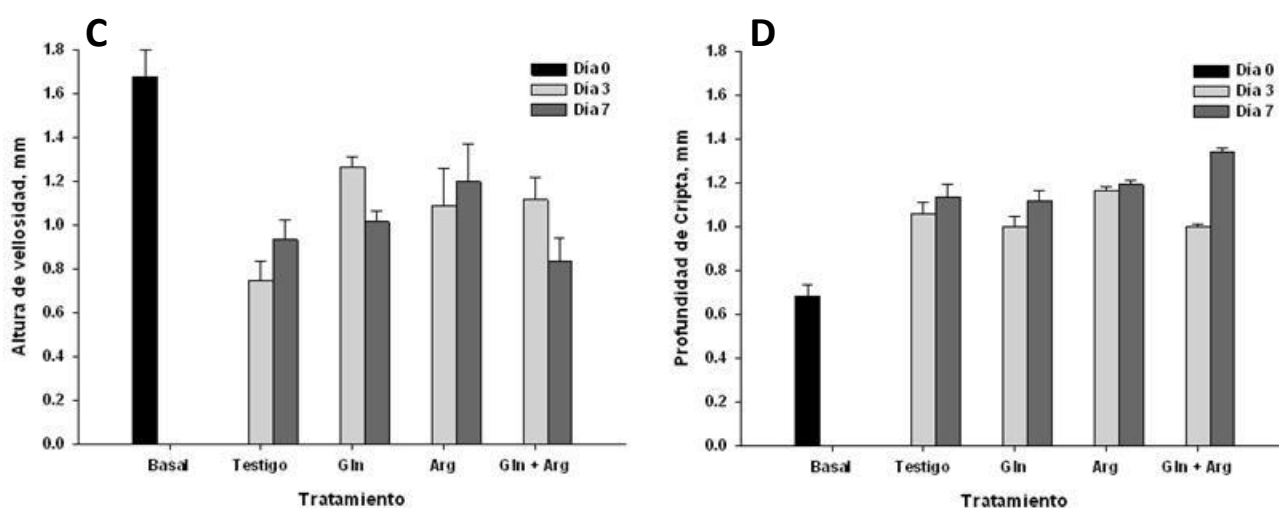 C
Altura de vellosidad, mm
1.8
1.6
1.4
1.2
1.0
0.8
0.6
0.4
0.2
0.0
Día 0
Día 3
Día 7
Basal Testigo Gln Arg Gln + Arg
Tratamiento
D
Profundidad de Cripta, mm
1.8
1.6
1.4
1.2
1.0
0.8
0.6
0.4
0.2
0.0
Día 0
Día 3
Día 7
Basal Testigo Gln Arg Gln + Arg
Tratamiento